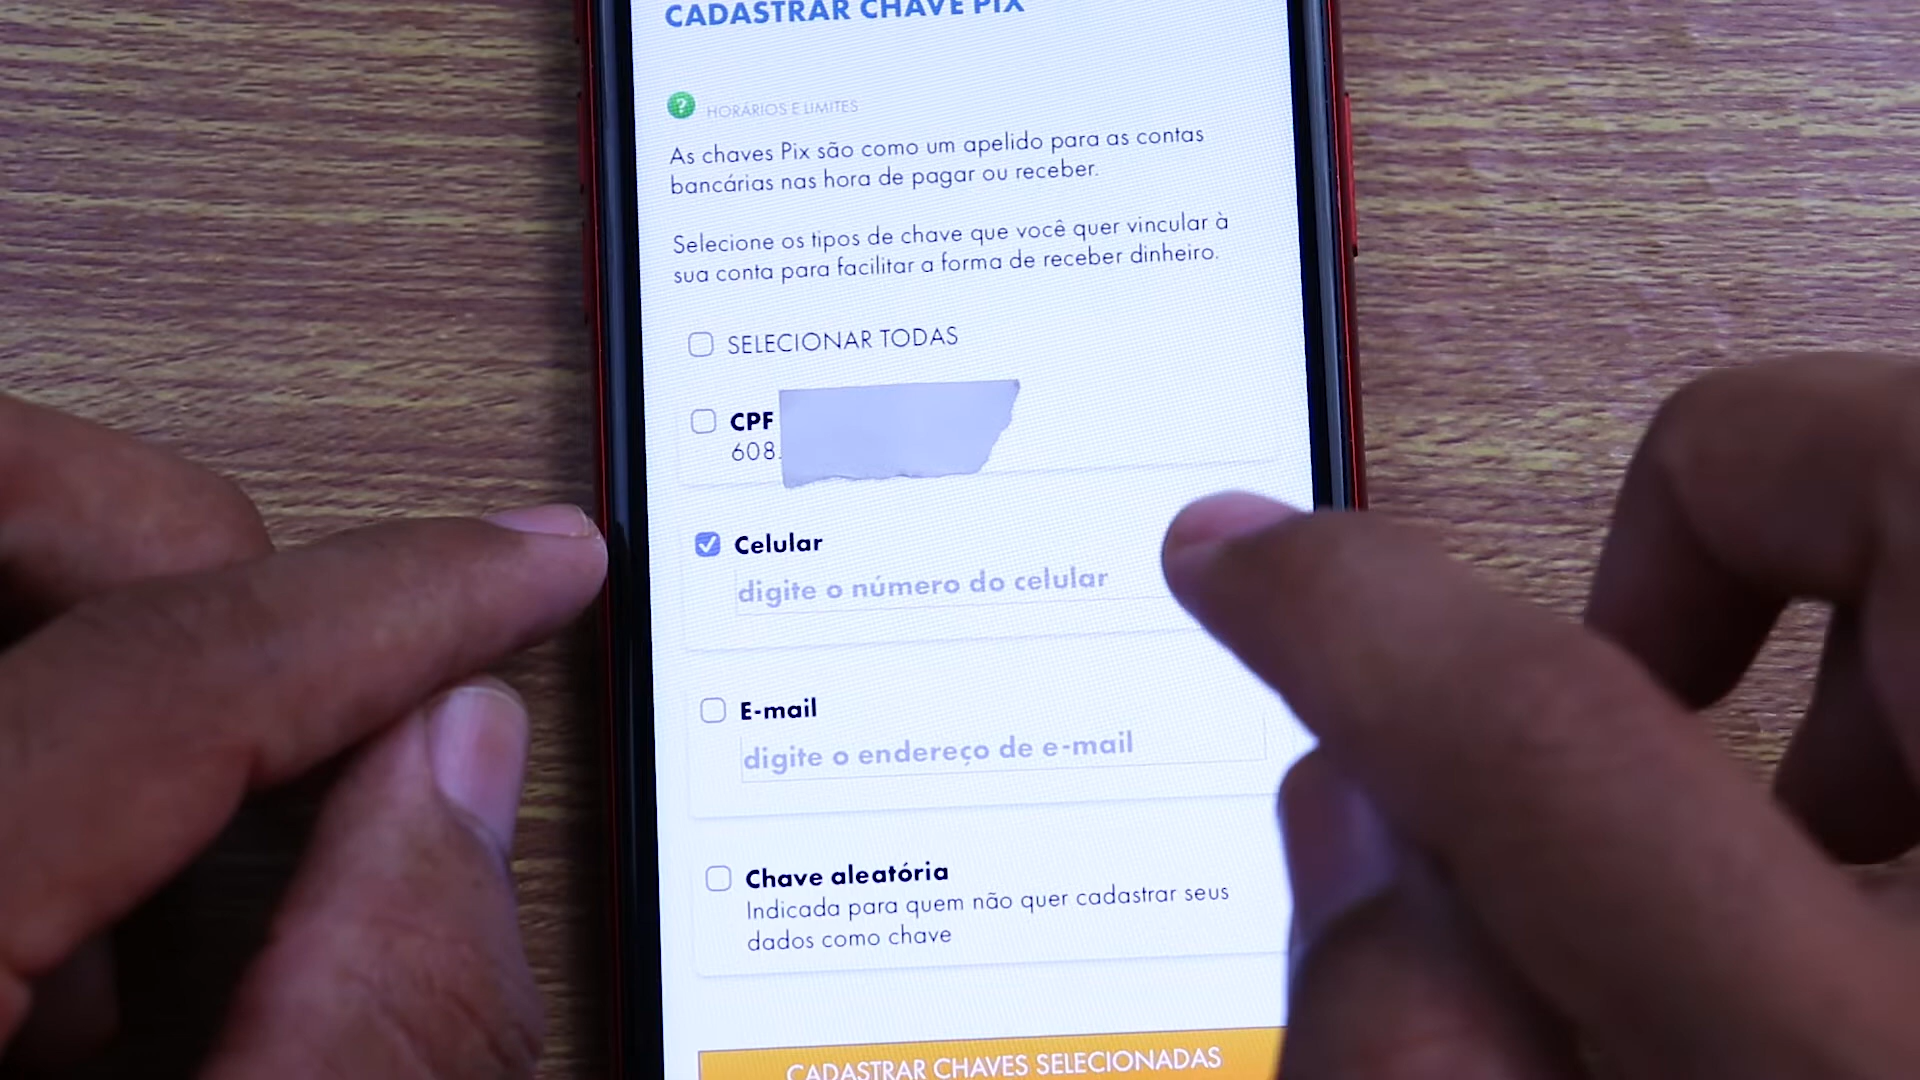 CADASTRAR CHAVE PIX
?
HORÁRIOS E LIMITES
As chaves Pix são como um apelido para as contas
bancárias nas hora de pagar ou receber.
Selecione os tipos de chave que você quer vincular à
sua conta para facilitar a forma de receber dinheiro.
SELECIONAR TODAS
CPF
608.
Celular
digite o número do celular
E-mail
digite o endereço de e-mail
Chave aleatória
Indicada para quem não quer cadastrar seus
dados como chave
CADASTRAR CHAVES SELECIONADAS